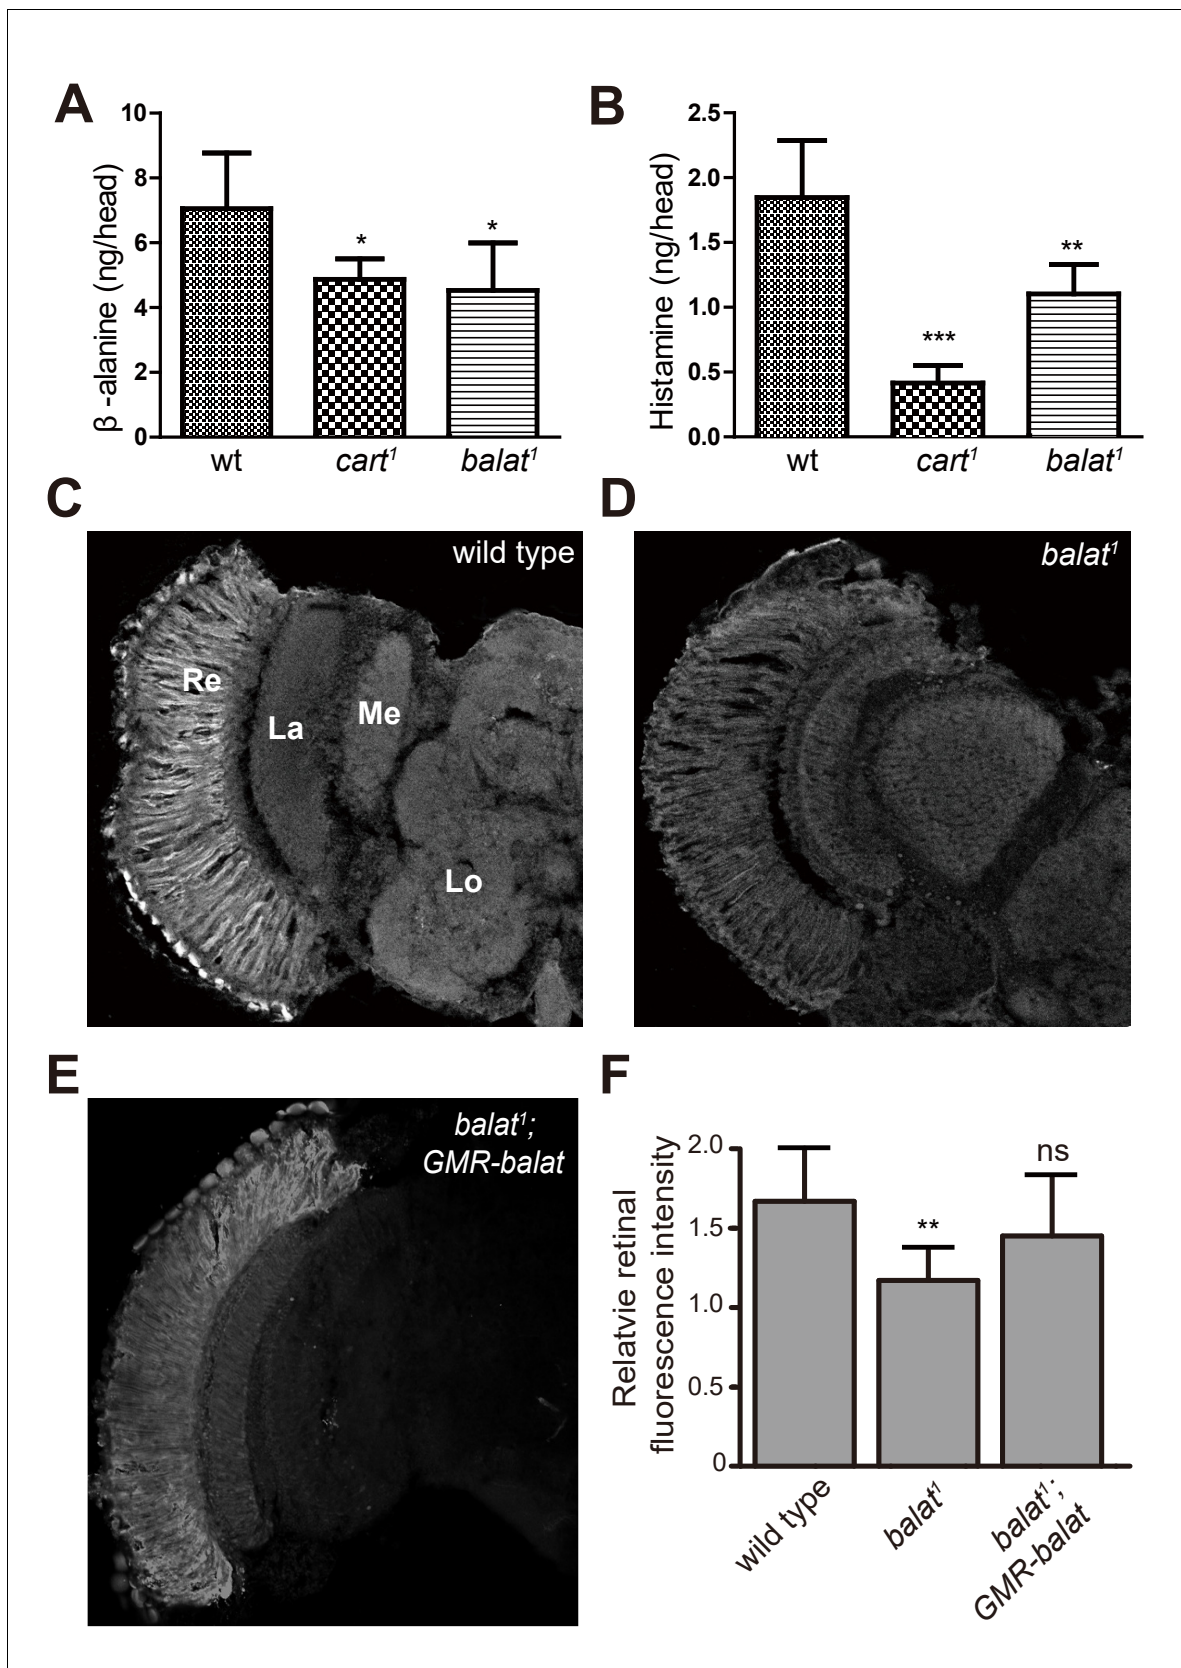 A
β -alanine (ng/head)
10
8
6
4
2
0
*
*
wt
cart¹
balat¹
B
Histamine (ng/head)
2.5
2.0
1.5
1.0
0.5
0.0
***
**
wt
cart¹
balat¹
C
wild type
Re
La
Me
Lo
D
balat¹
E
balat¹;
GMR-balat
F
Relatvie retinal
fluorescence intensity
2.0
1.5
1.0
0.5
0
**
ns
wild type
balat¹
balat¹;
GMR-balat